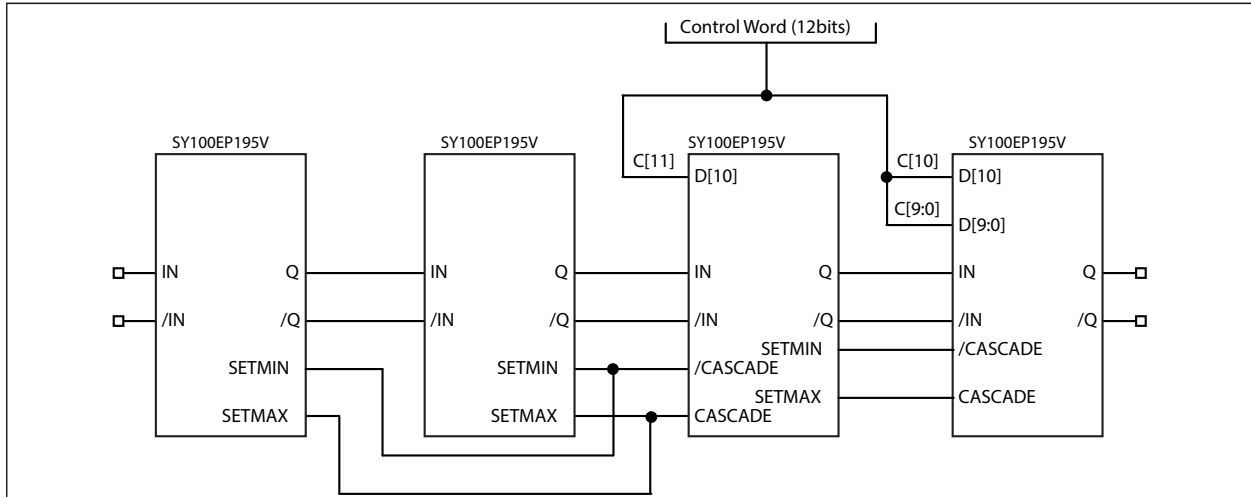 Control Word (12bits)
SY100EP195V
SY100EP195V
SY100EP195V
SY100EP195V
C[11]
D[10]
C[10]
D[10]
C[9:0]
D[9:0]
IN
Q
IN
Q
IN
Q
IN
Q
/IN
/Q
/IN
/Q
/IN
/Q
/IN
/Q
SETMIN
/CASCADE
SETMIN
SETMIN
/CASCADE
SETMAX
CASCADE
SETMAX
SETMAX
CASCADE